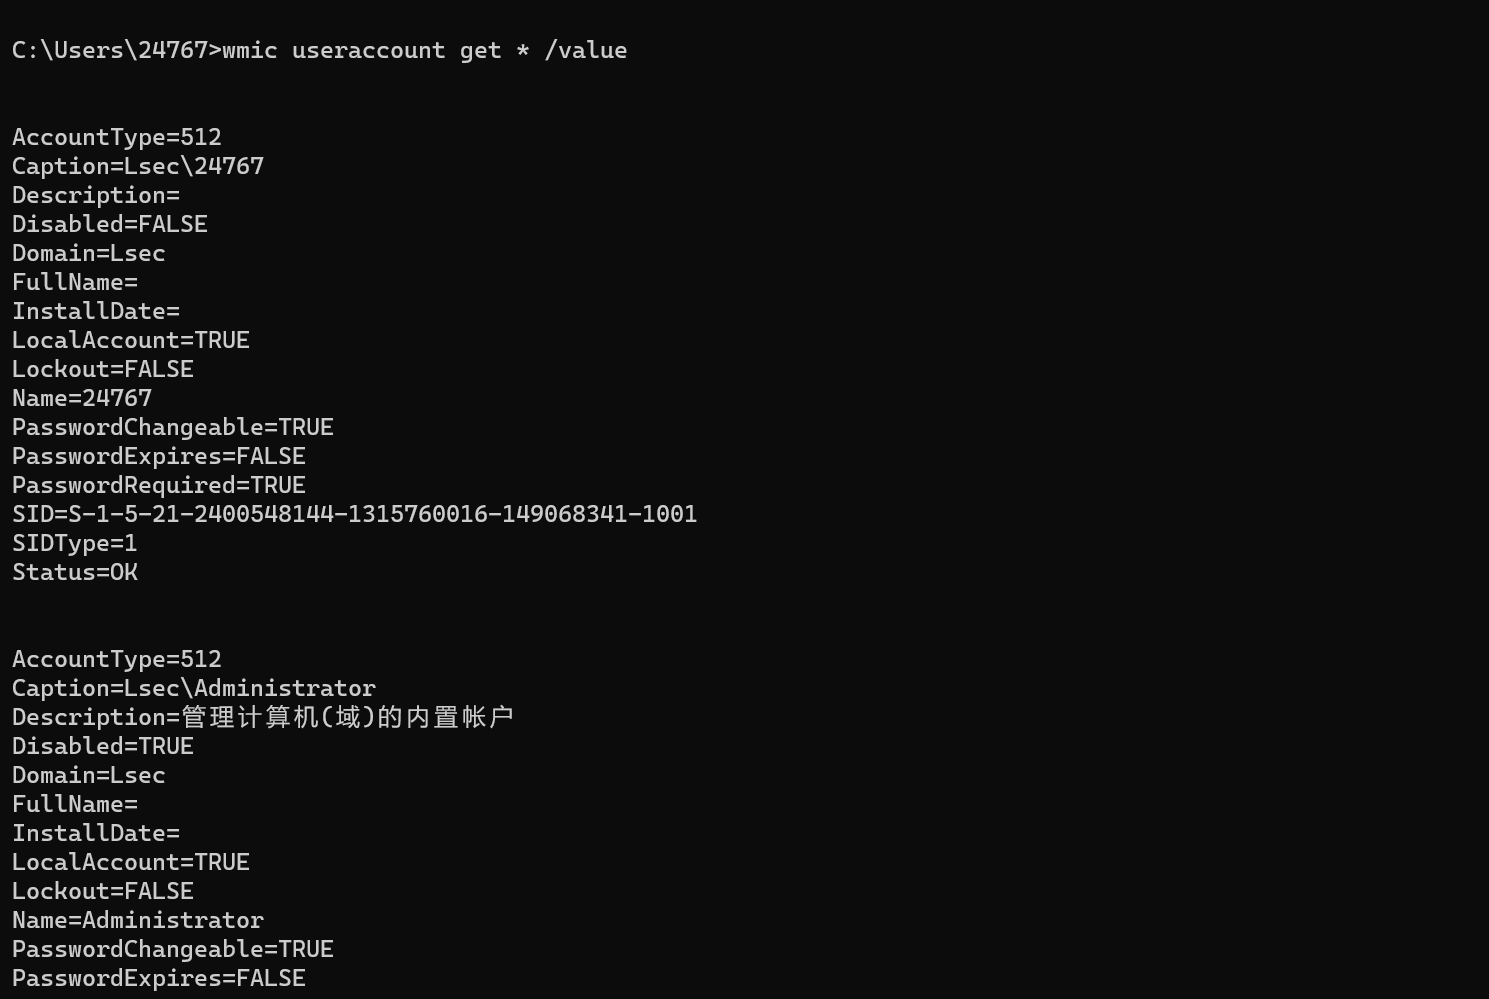 C:\Users\24767>wmic useraccount get * /value
AccountType=512
Caption=Lsec\24767
Description=
Disabled=FALSE
Domain=Lsec
FullName=
InstallDate=
LocalAccount=TRUE
Lockout=FALSE
Name=24767
PasswordChangeable=TRUE
PasswordExpires=FALSE
PasswordRequired=TRUE
SID=S-1-5-21-2400548144-1315760016-149068341-1001
SIDType=1
Status=OK
AccountType=512
Caption=Lsec\Administrator
Description=管理计算机(域)的内置帐户
Disabled=TRUE
Domain=Lsec
FullName=
InstallDate=
LocalAccount=TRUE
Lockout=FALSE
Name=Administrator
PasswordChangeable=TRUE
PasswordExpires=FALSE